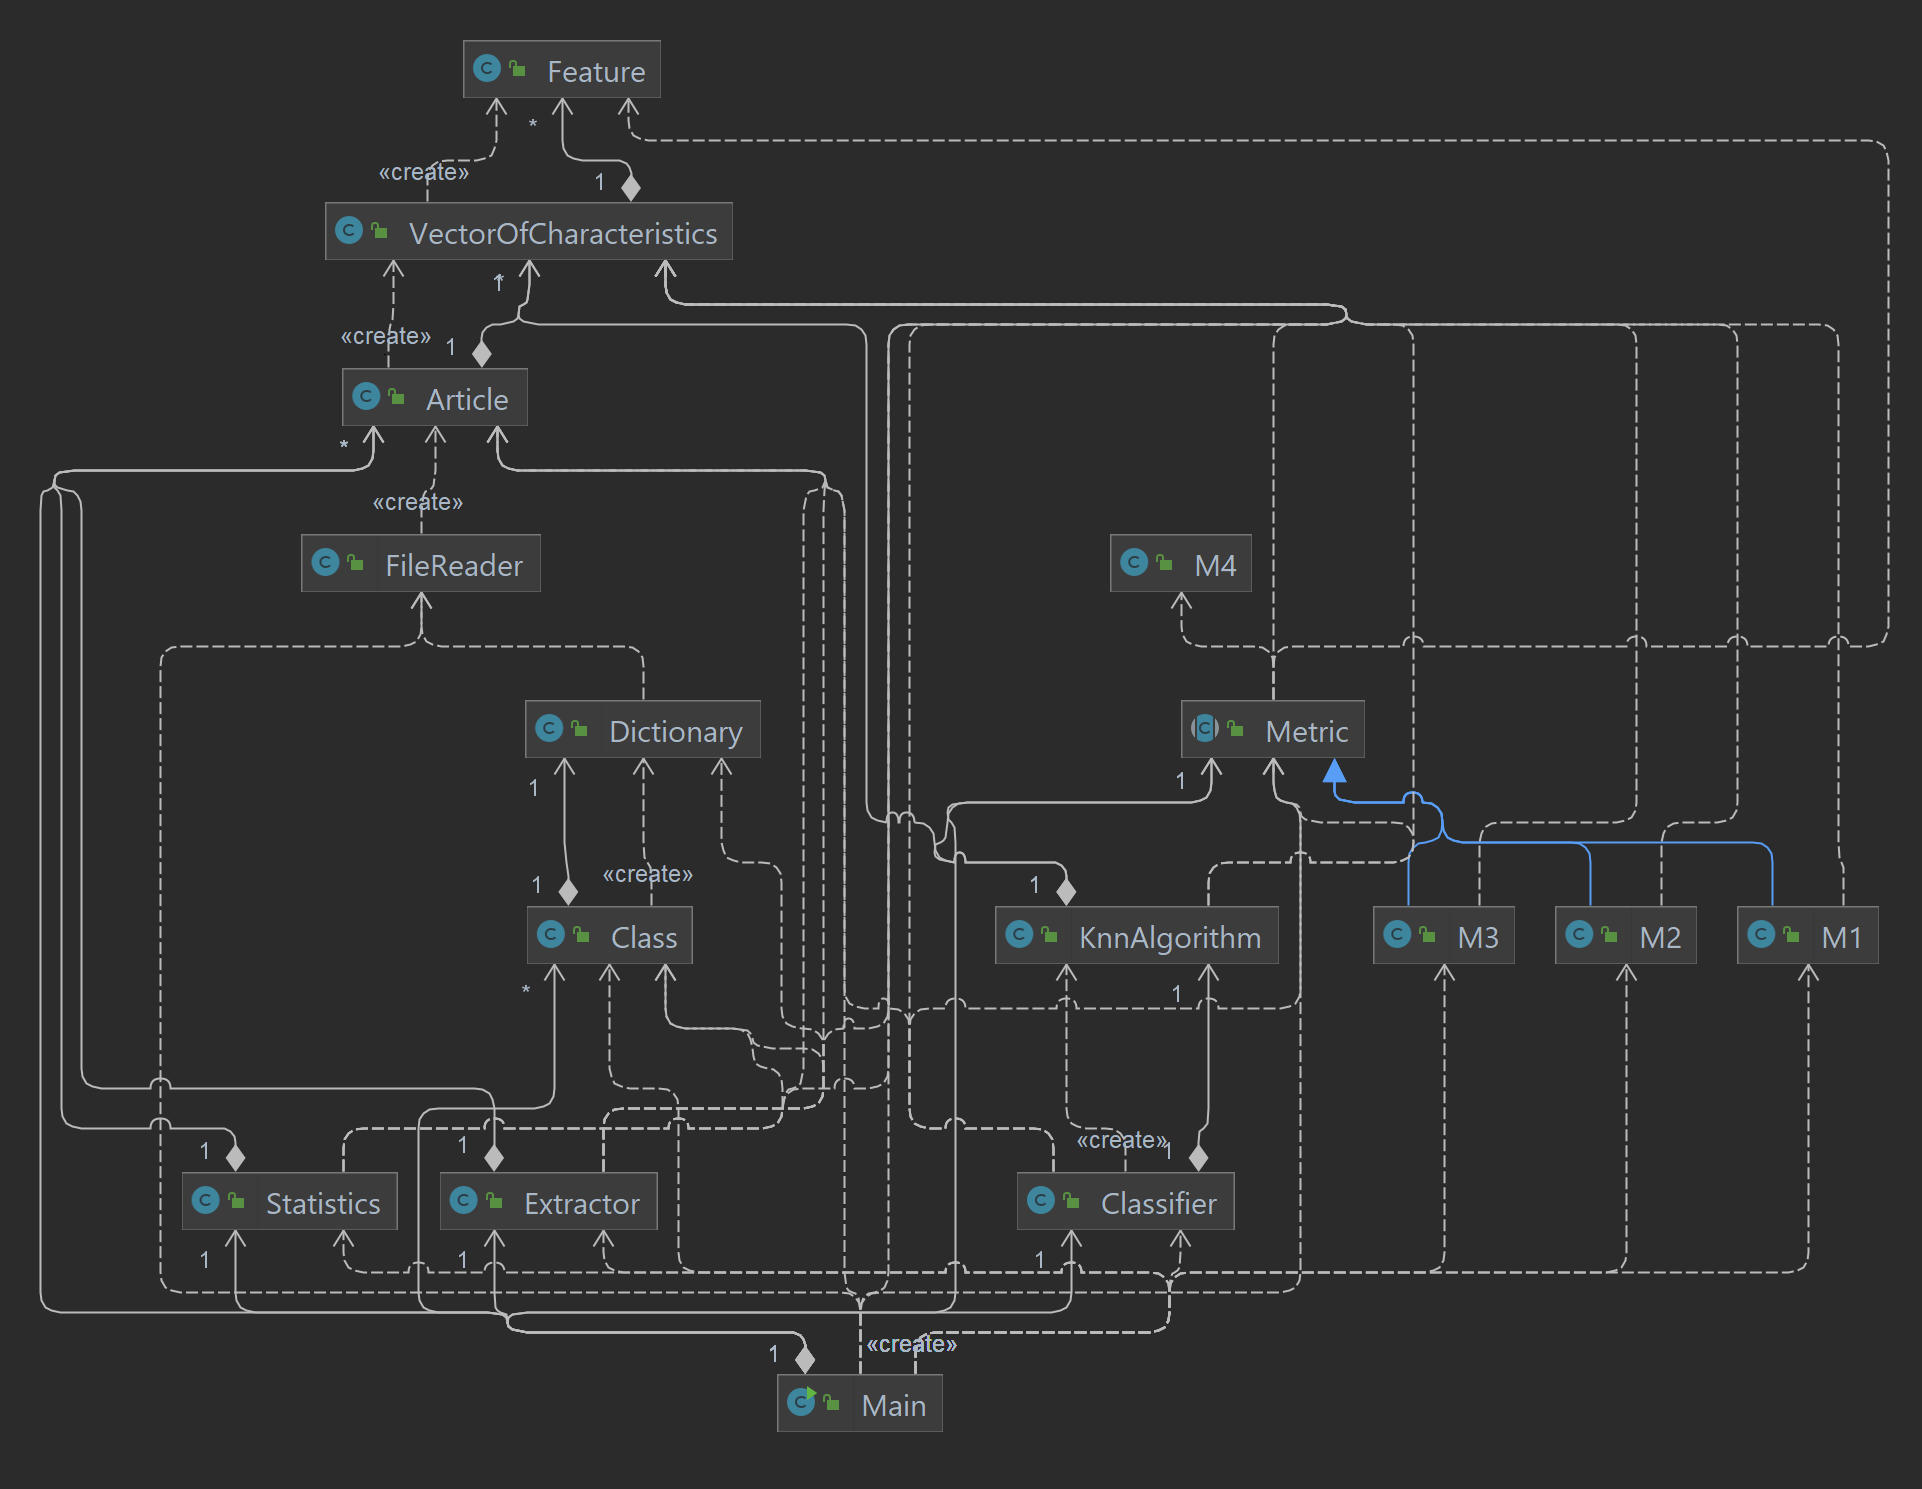 Feature
*
«create»
1
VectorOfCharacteristics
1
«create»
1
Article
*
«create»
FileReader
M4
Dictionary
Metric
1
1
«create»
1
1
Class
KnnAlgorithm
M3
M2
M1
*
1
«create»
1
1
1
Statistics
Extractor
Classifier
1
1
1
«create»
1
Main